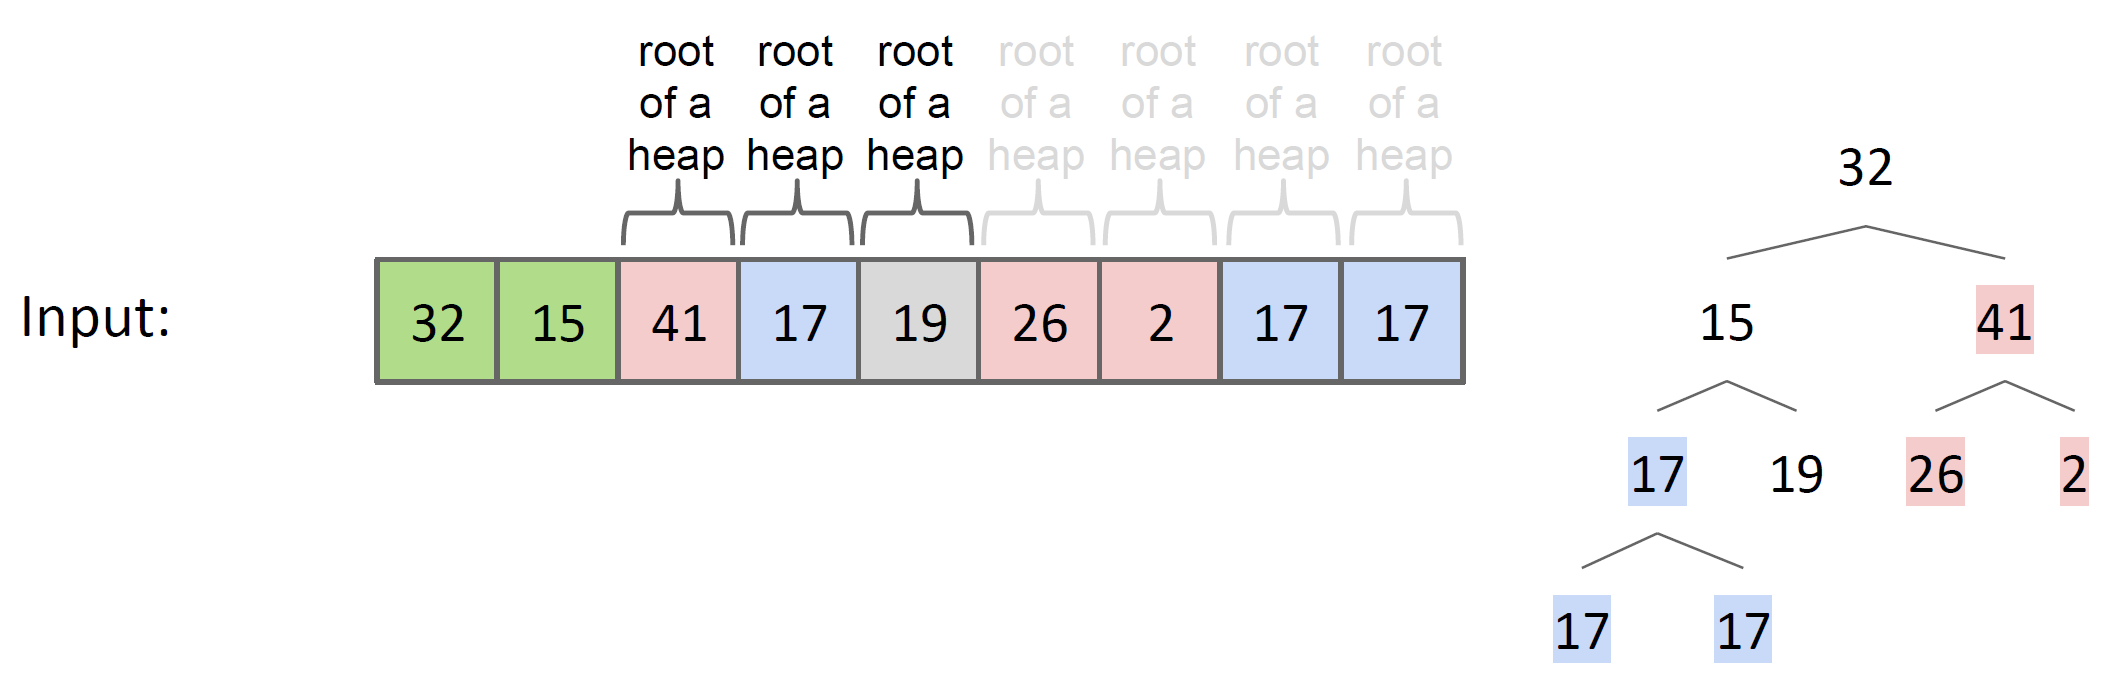 root root root root root root root
of a of a of a of a of a of a of a
heap heap heap heap heap heap heap
Input: 32 15 41 17 19 26 2 17 17
32
15 41
17 19 26 2
17 17